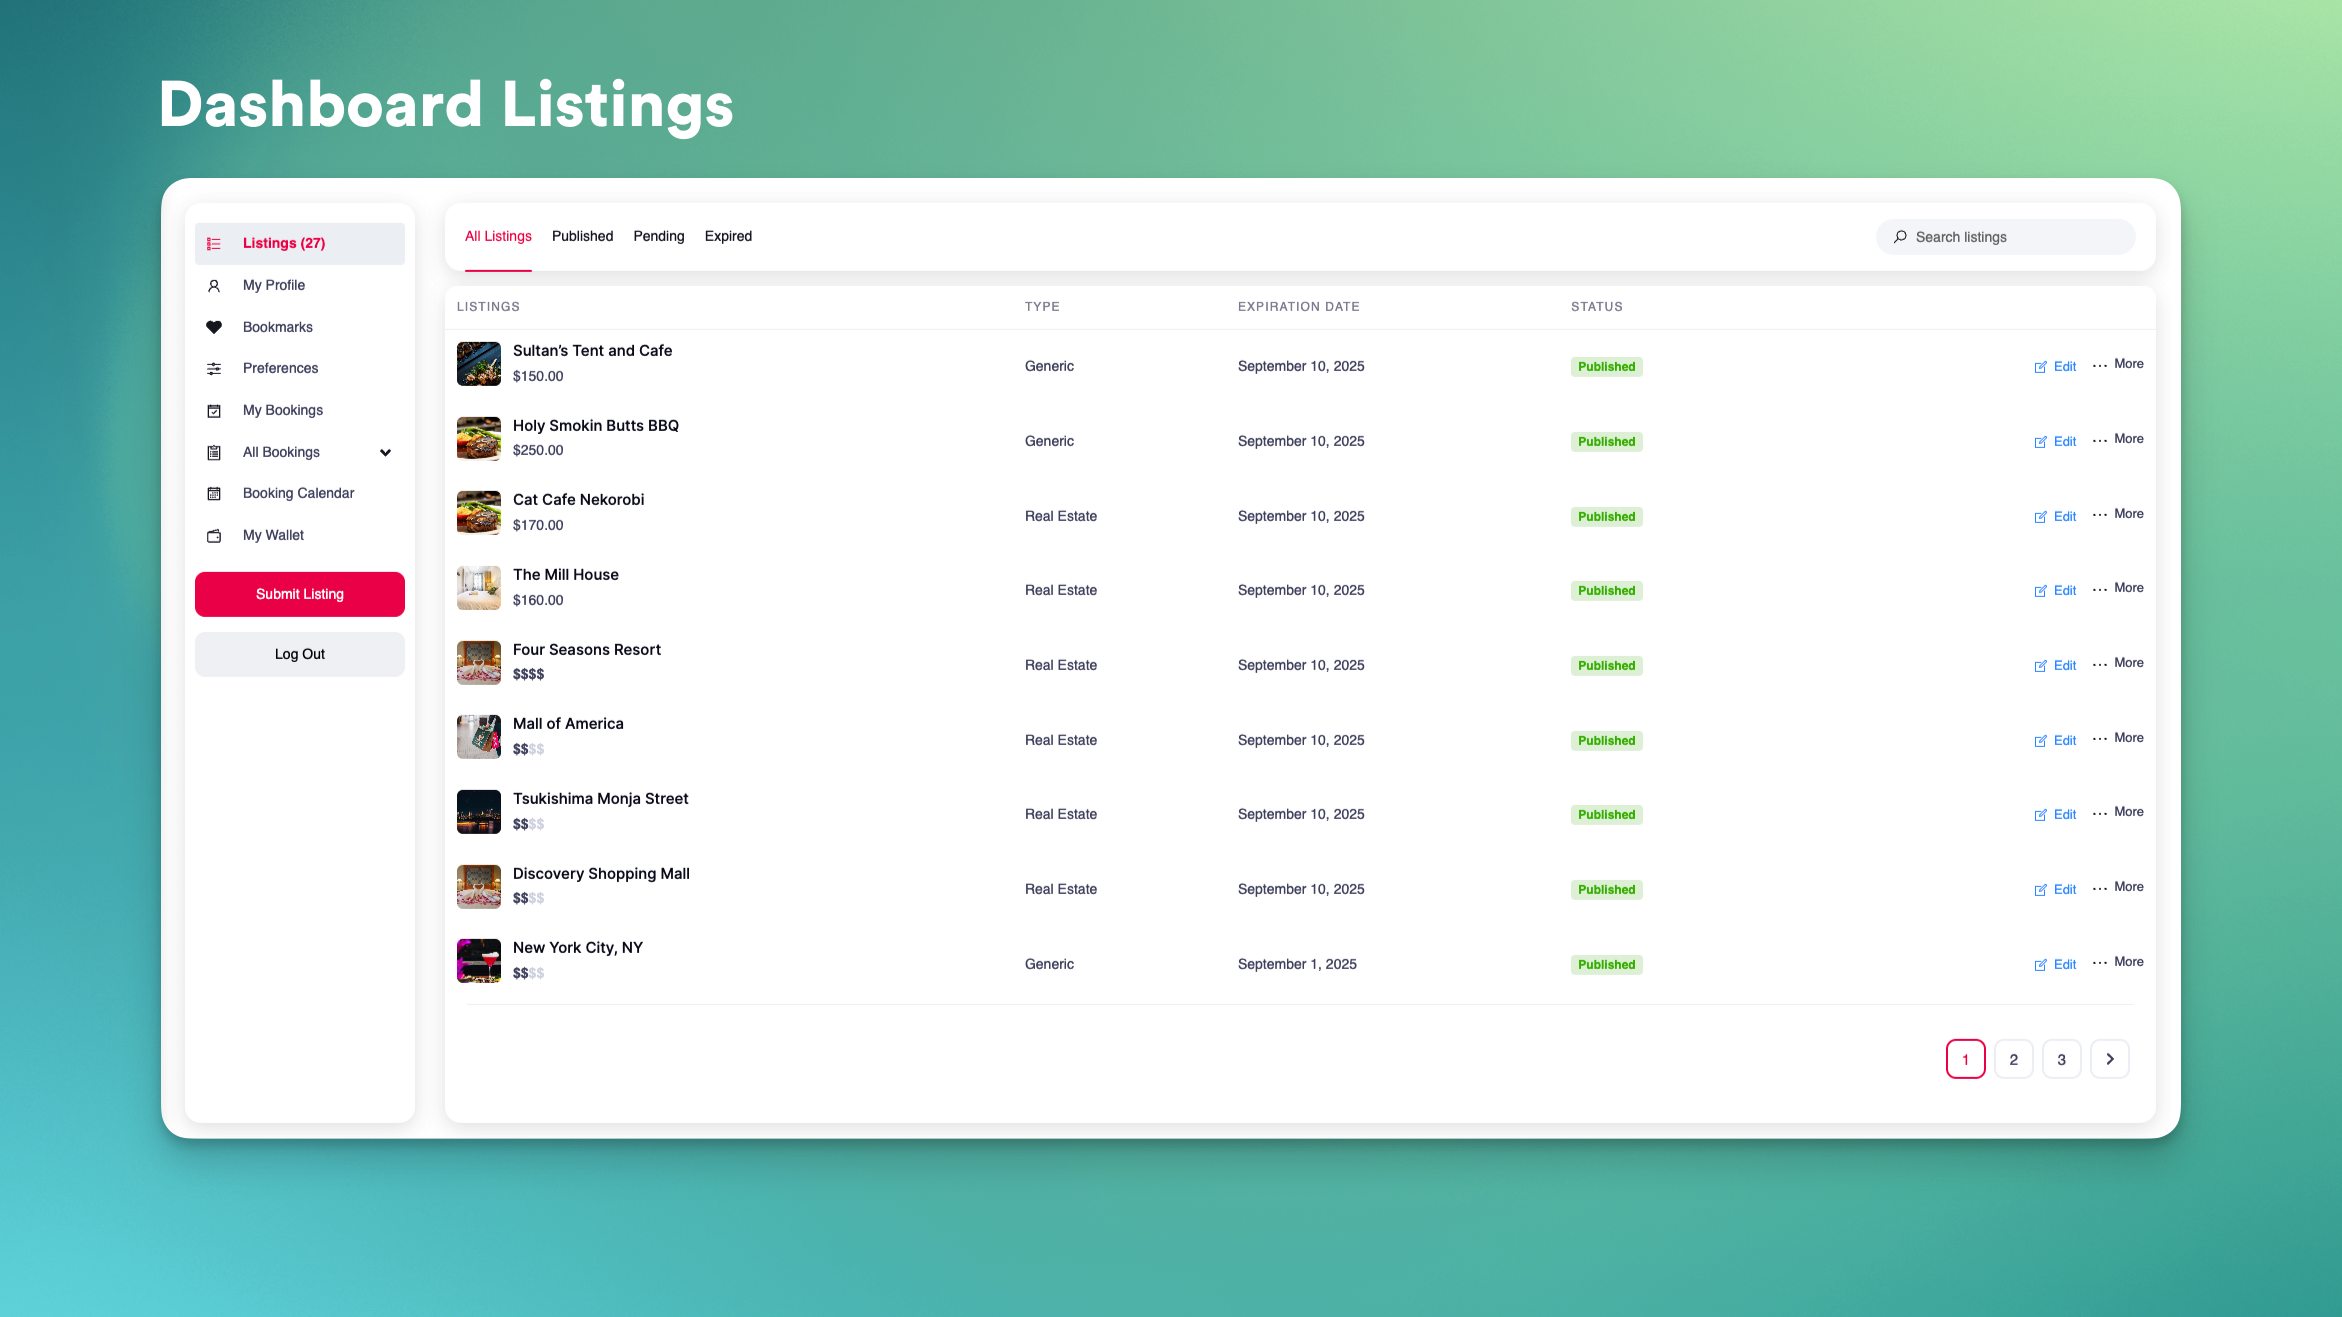 Dashboard Listings
Listings (27)
My Profile
Bookmarks
Preferences
My Bookings
All Bookings
Booking Calendar
My Wallet
Submit Listing
Log Out
All Listings Published Pending Expired Search listings
LISTINGS TYPE EXPIRATION DATE STATUS
Sultan’s Tent and Cafe
$150.00
Generic September 10, 2025 Published Edit ··· More
Holy Smokin Butts BBQ
$250.00
Generic September 10, 2025 Published Edit ··· More
Cat Cafe Nekorobi
$170.00
Real Estate September 10, 2025 Published Edit ··· More
The Mill House
$160.00
Real Estate September 10, 2025 Published Edit ··· More
Four Seasons Resort
$$$$
Real Estate September 10, 2025 Published Edit ··· More
Mall of America
$$$$
Real Estate September 10, 2025 Published Edit ··· More
Tsukishima Monja Street
$$$$
Real Estate September 10, 2025 Published Edit ··· More
Discovery Shopping Mall
$$$$
Real Estate September 10, 2025 Published Edit ··· More
New York City, NY
$$$$
Generic September 1, 2025 Published Edit ··· More
1 2 3